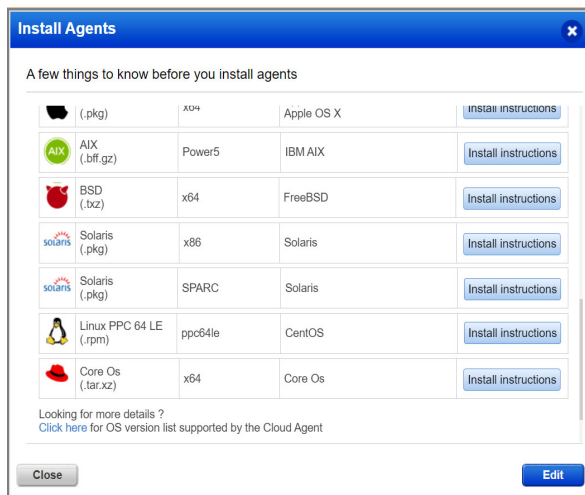 Install Agents
A few things to know before you install agents
(.pkg) x64 Apple OS X Install instructions
AIX
AIX
(.bff.gz) Power5 IBM AIX Install instructions
BSD
(.txz) x64 FreeBSD Install instructions
solaris
Solaris
(.pkg) x86 Solaris Install instructions
solaris
Solaris
(.pkg) SPARC Solaris Install instructions
Linux PPC 64 LE
(.rpm) ppc64le CentOS Install instructions
Core Os
(.tar.xz) x64 Core Os Install instructions
Looking for more details ?
Click here for OS version list supported by the Cloud Agent
Close Edit